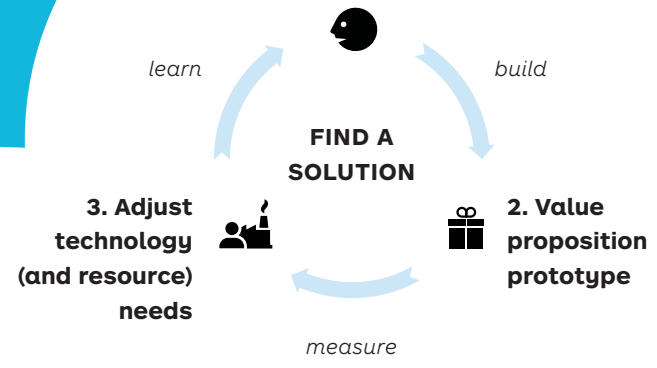 learn
build
FIND A
SOLUTION
3. Adjust
technology
(and resource)
needs
2. Value
proposition
prototype
measure